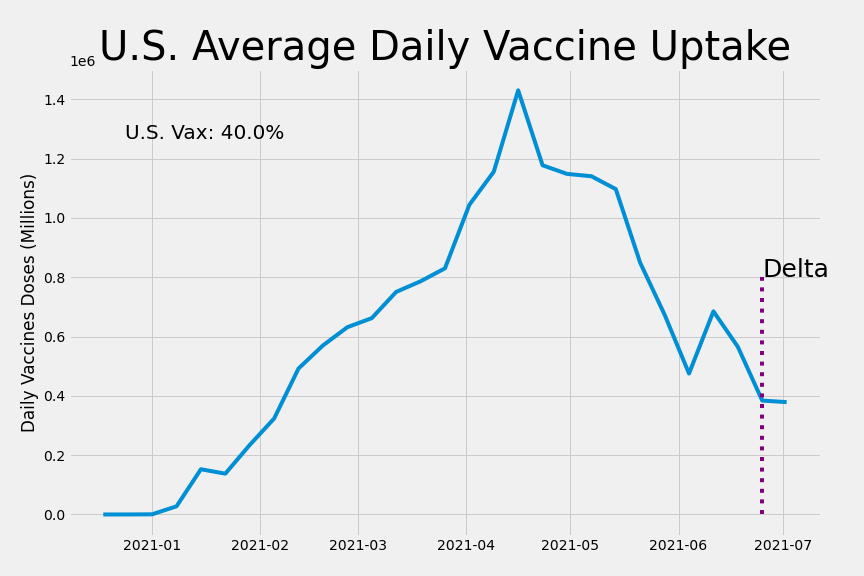 U.S. Average Daily Vaccine Uptake
1e6
1.4
U.S. Vax: 40.0%
1.2
1.0
Delta
0.8
0.6
0.4
0.2
0.0
Daily Vaccines Doses (Millions)
2021-01 2021-02 2021-03 2021-04 2021-05 2021-06 2021-07